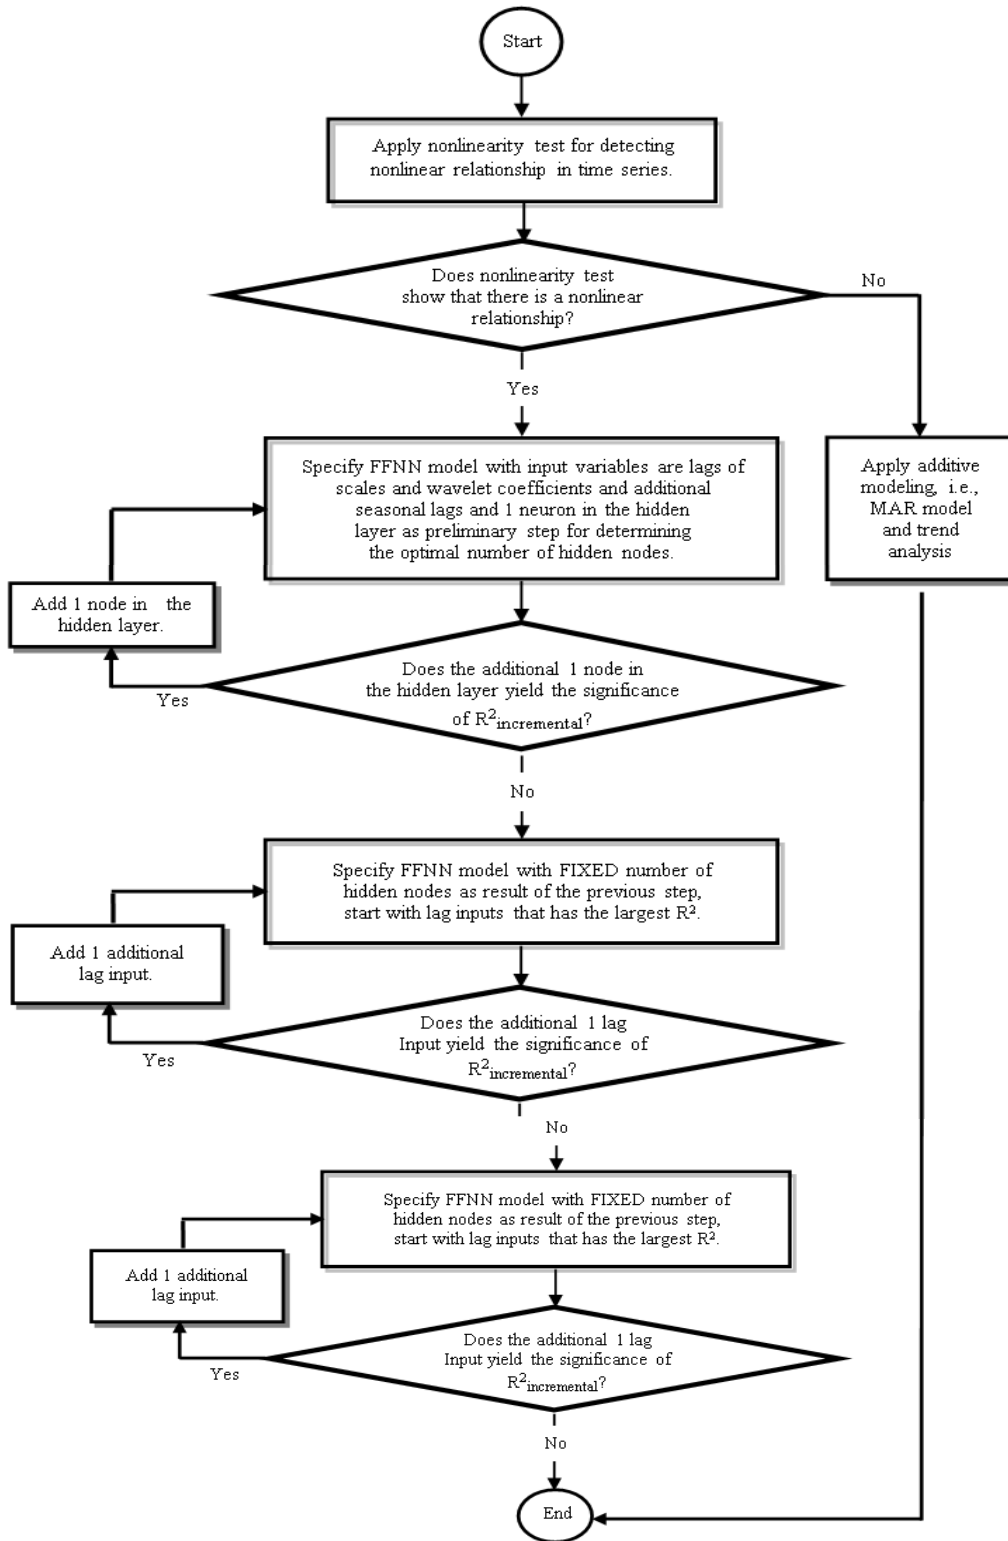 Start
Apply nonlinearity test for detecting
nonlinear relationship in time series.
Does nonlinearity test
show that there is a nonlinear
relationship?
No
Yes
Specify FFNN model with input variables are lags of
scales and wavelet coefficients and additional
seasonal lags and 1 neuron in the hidden
layer as preliminary step for determining
the optimal number of hidden nodes.
Apply additive
modeling, i.e.,
MAR model
and trend
analysis
Add 1 node in the
hidden layer.
Does the additional 1 node in
the hidden layer yield the significance
of R²incremental?
Yes
No
Specify FFNN model with FIXED number of
hidden nodes as result of the previous step,
start with lag inputs that has the largest R².
Add 1 additional
lag input.
Does the additional 1 lag
Input yield the significance of
R²incremental?
Yes
No
Specify FFNN model with FIXED number of
hidden nodes as result of the previous step,
start with lag inputs that has the largest R².
Add 1 additional
lag input.
Does the additional 1 lag
Input yield the significance of
R²incremental?
Yes
No
End